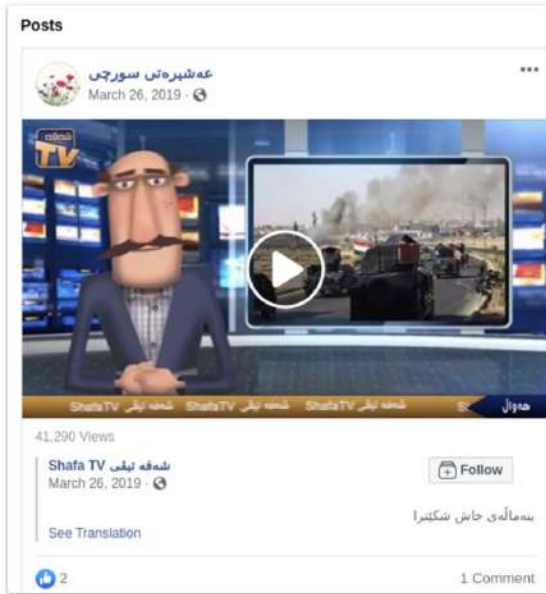 Posts
عەشیرەتی سورچی
March 26, 2019
شەفە
TV
ShafaTV شەفە تیڤی ShafaTV شەفە تیڤی ShafaTV شەفە تیڤی
هەواڵ
41,290 Views
Shafa TV شەفە تیڤی
Follow
March 26, 2019
بنەماڵەی جاش شکێنرا
See Translation
2
1 Comment